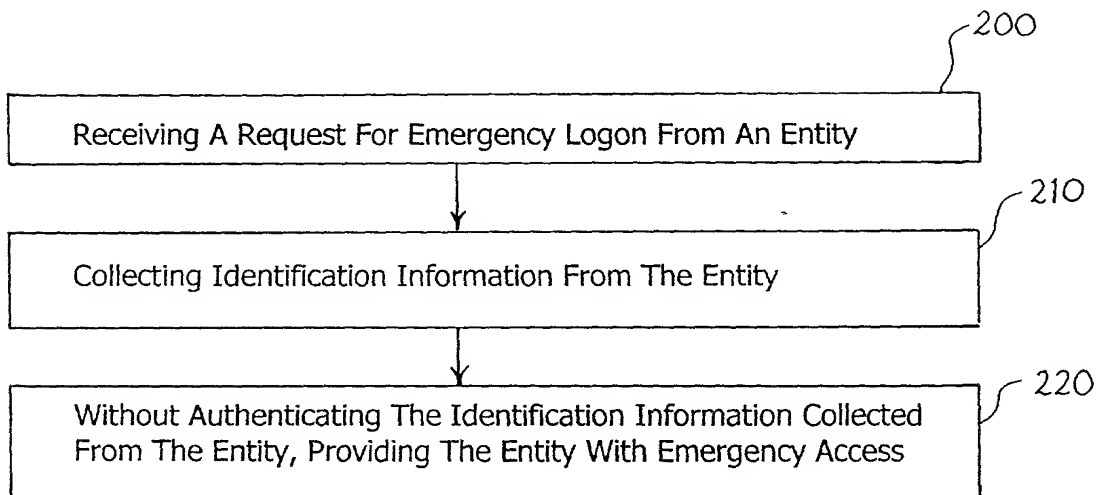 200
Receiving A Request For Emergency Logon From An Entity
210
Collecting Identification Information From The Entity
220
Without Authenticating The Identification Information Collected
From The Entity, Providing The Entity With Emergency Access